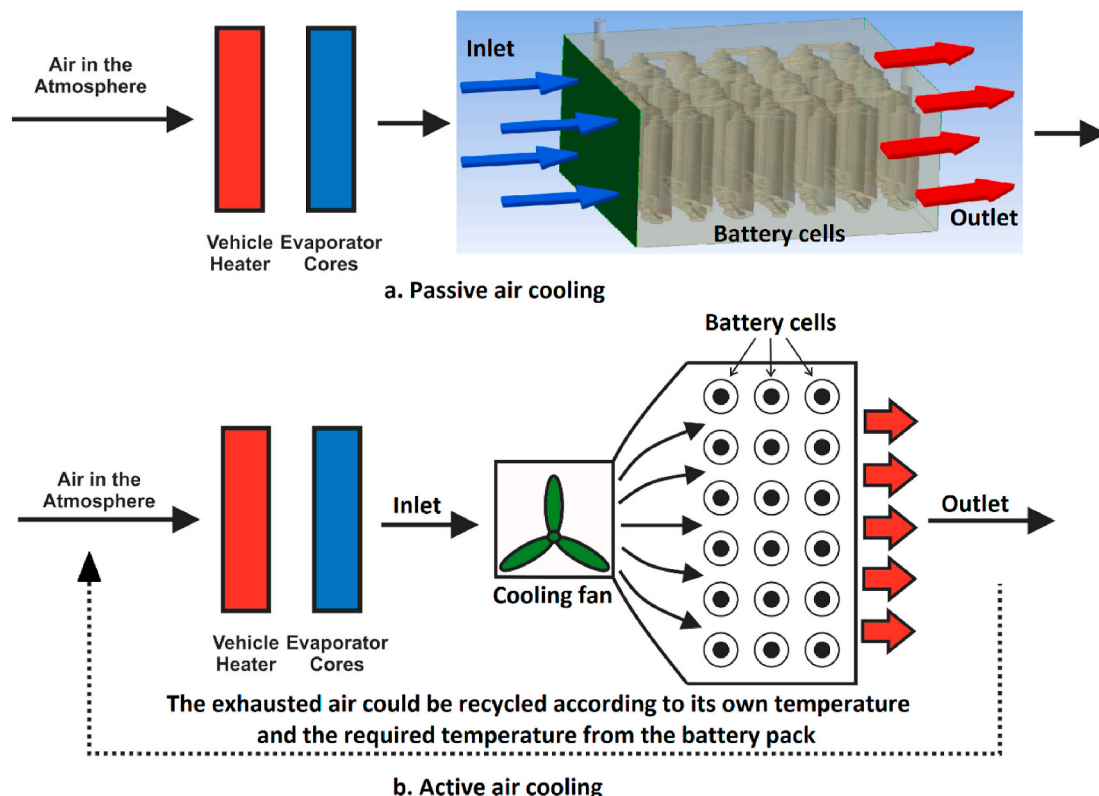 Air in the
Atmosphere
Inlet
Vehicle
Heater
Evaporator
Cores
Battery cells
Outlet
a. Passive air cooling
Battery cells
Air in the
Atmosphere
Inlet
Cooling fan
Outlet
Vehicle
Heater
Evaporator
Cores
The exhausted air could be recycled according to its own temperature
and the required temperature from the battery pack
b. Active air cooling